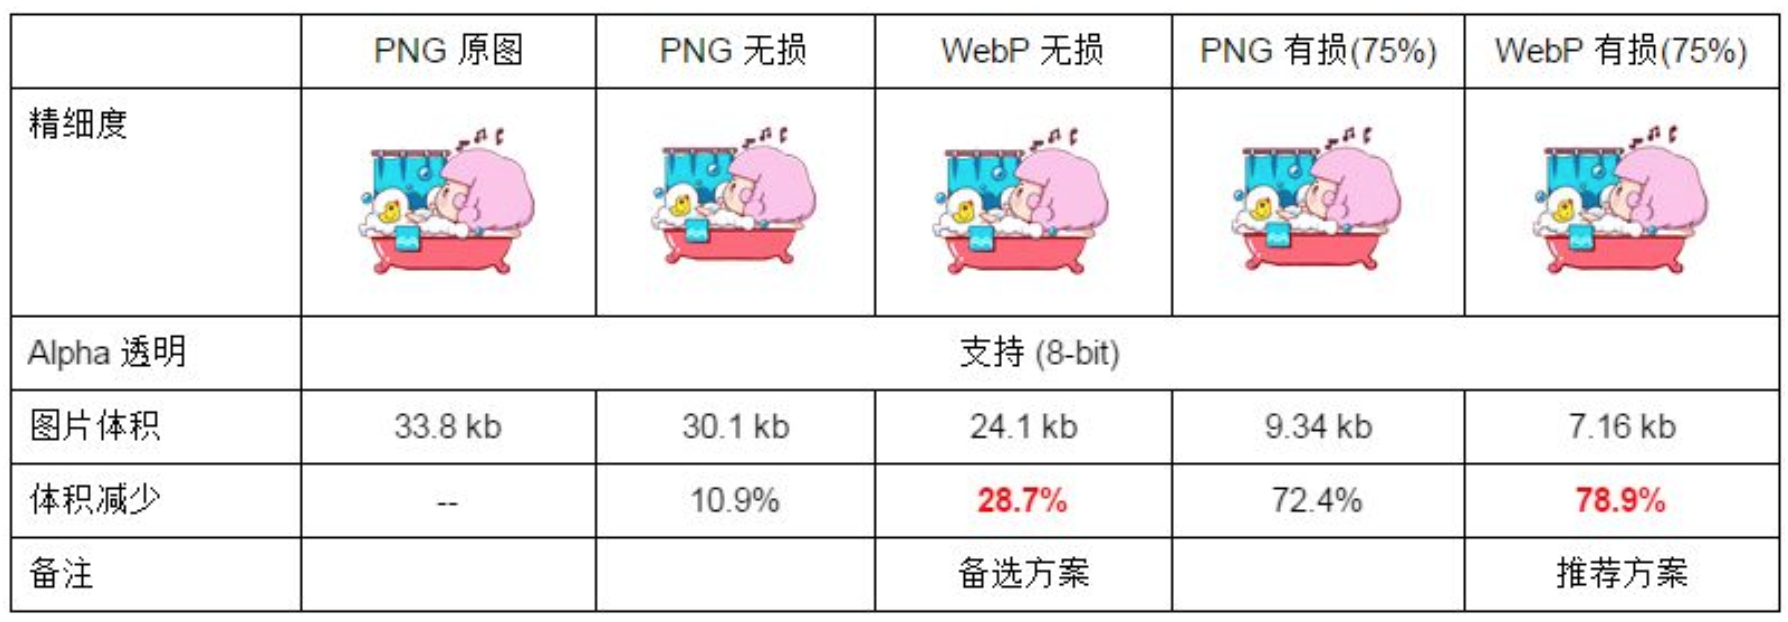 PNG 原图 PNG 无损 WebP 无损 PNG 有损(75%) WebP 有损(75%)
精细度
Alpha 透明 支持 (8-bit)
图片体积 33.8 kb 30.1 kb 24.1 kb 9.34 kb 7.16 kb
体积减少 -- 10.9% 28.7% 72.4% 78.9%
备注 备选方案 推荐方案